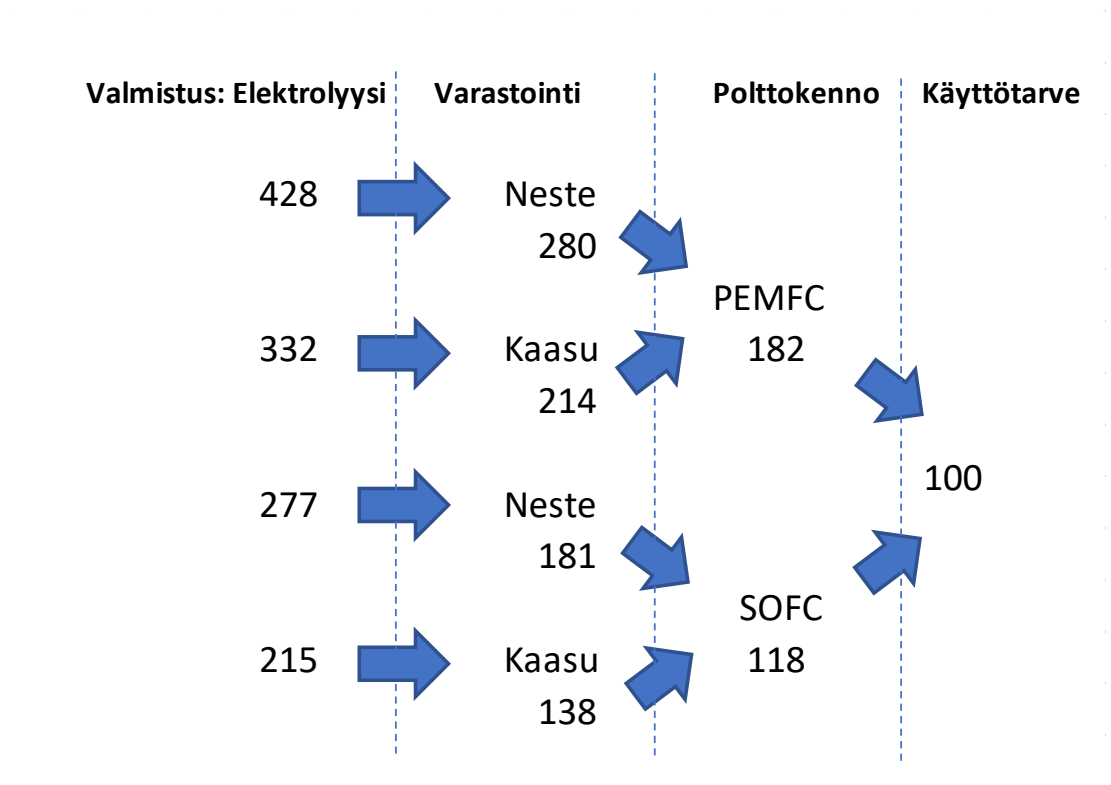 Valmistus: Elektrolyysi Varastointi Polttokenno Käyttötarve
428 Neste
280
PEMFC
332 Kaasu 182
214
100
277 Neste
181
SOFC
215 Kaasu 118
138